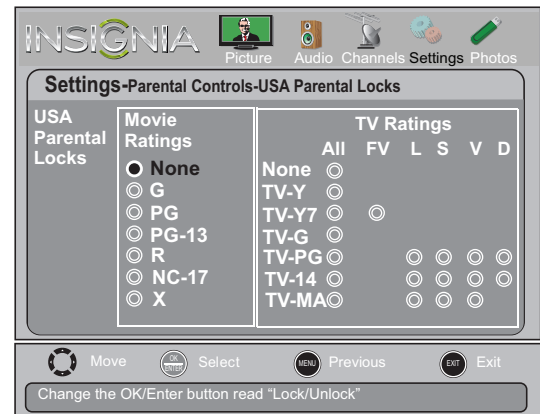 INSIGNIA
Picture Audio Channels Settings Photos
Settings-Parental Controls-USA Parental Locks
USA Parental Locks
Movie Ratings
None
G
PG
PG-13
R
NC-17
X
TV Ratings
All FV L S V D
None
TV-Y
TV-Y7
TV-G
TV-PG
TV-14
TV-MA
Move OK ENTER Select MENU Previous EXIT Exit
Change the OK/Enter button read “Lock/Unlock”